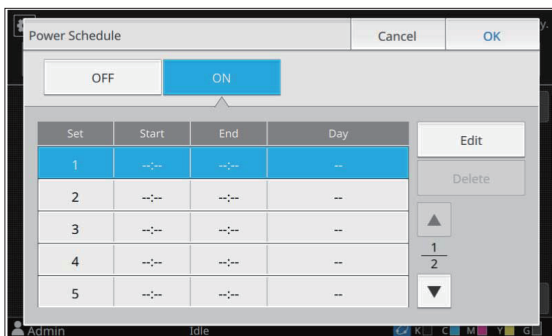 Power Schedule Cancel OK
y.
OFF ON
Set Start End Day Edit
1 --:-- --:-- -- Delete
2 --:-- --:-- --
3 --:-- --:-- --
4 --:-- --:-- -- 1
2
5 --:-- --:-- --
Admin Idle K C M Y G